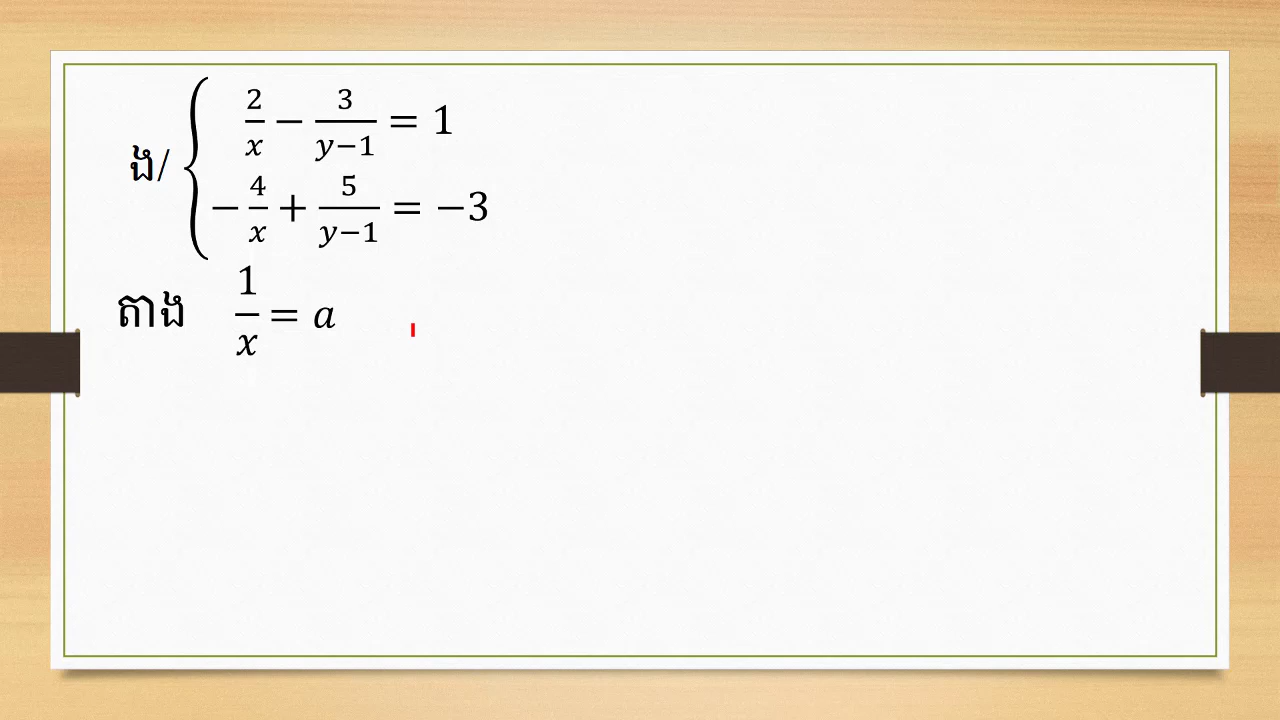 ង/ { 2/x − 3/(y−1) = 1
−4/x + 5/(y−1) = −3
តាង 1/x = a